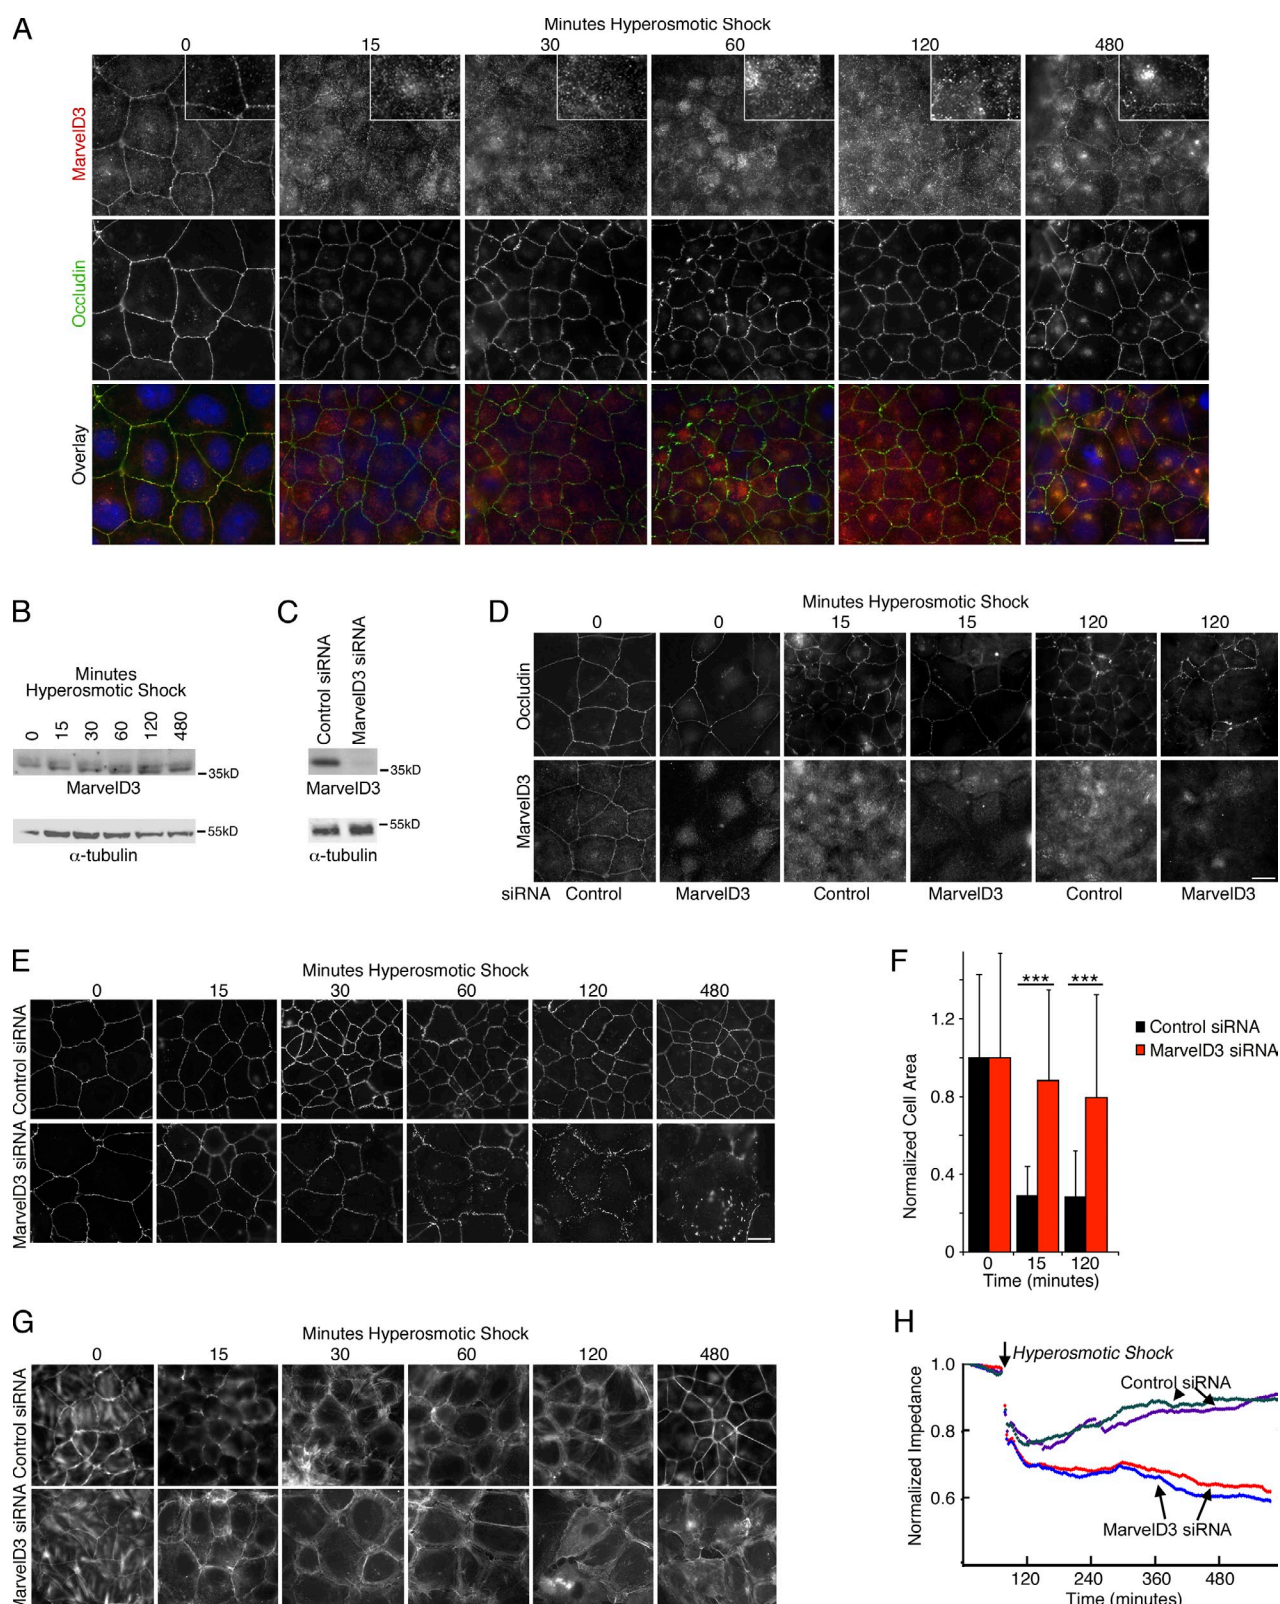 A
Minutes Hyperosmotic Shock
0 15 30 60 120 480
MarvelD3
Occludin
Overlay
B
Minutes
Hyperosmotic Shock
0 15 30 60 120 480
35kD
MarvelD3
55kD
α-tubulin
C
Control siRNA
MarvelD3 siRNA
35kD
MarvelD3
55kD
α-tubulin
D
Minutes Hyperosmotic Shock
0 0 15 15 120 120
Occludin
MarvelD3
siRNA Control MarvelD3 Control MarvelD3 Control MarvelD3
E
Minutes Hyperosmotic Shock
0 15 30 60 120 480
Control siRNA
MarvelD3 siRNA
F
*** ***
1.2
0.8
0.4
0
Normalized Cell Area
0 15 120
Time (minutes)
Control siRNA
MarvelD3 siRNA
G
Minutes Hyperosmotic Shock
0 15 30 60 120 480
Control siRNA
MarvelD3 siRNA
H
Hyperosmotic Shock
1.0
0.8
0.6
Normalized Impedance
Control siRNA
MarvelD3 siRNA
120 240 360 480
Time (minutes)